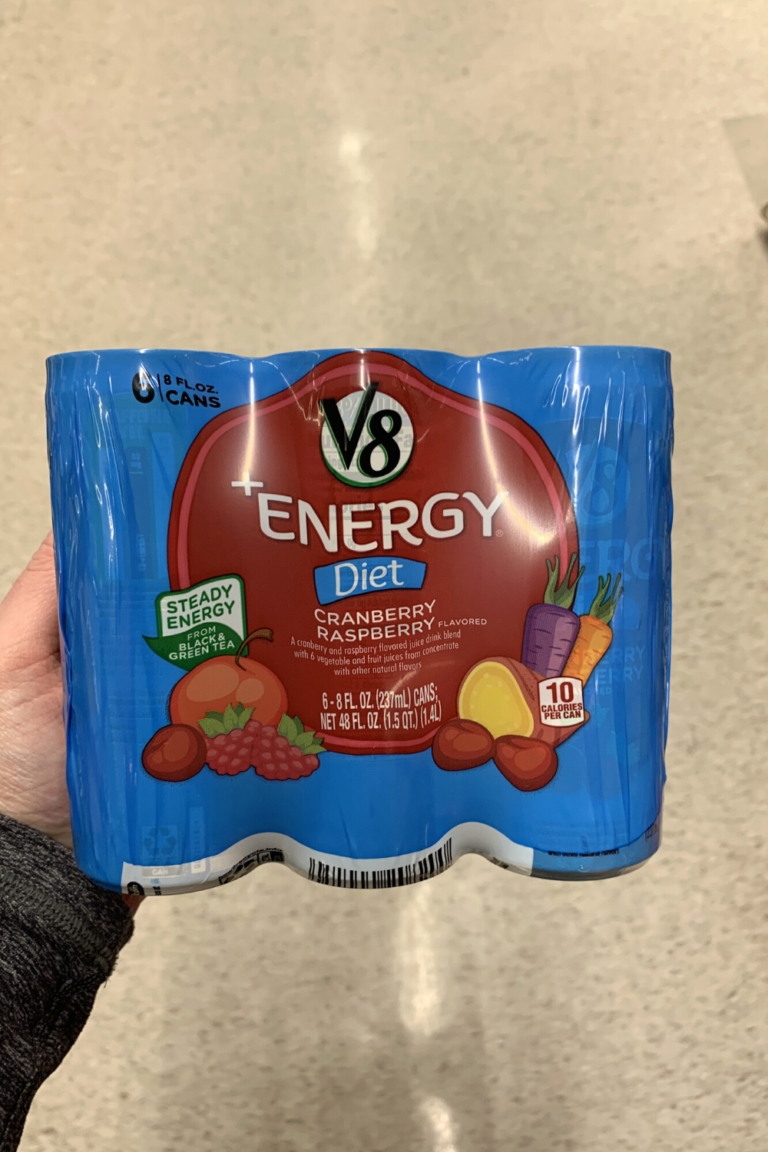 6 8 FL.OZ.
CANS
V8
+ENERGY®
Diet
CRANBERRY
RASPBERRY FLAVORED
A cranberry and raspberry flavored juice drink blend
with 6 vegetable and fruit juices from concentrate
with other natural flavors
6 - 8 FL. OZ. (237mL) CANS;
NET 48 FL. OZ. (1.5 QT.) (1.4L)
STEADY
ENERGY
FROM
BLACK &
GREEN TEA
10
CALORIES
PER CAN
CAN